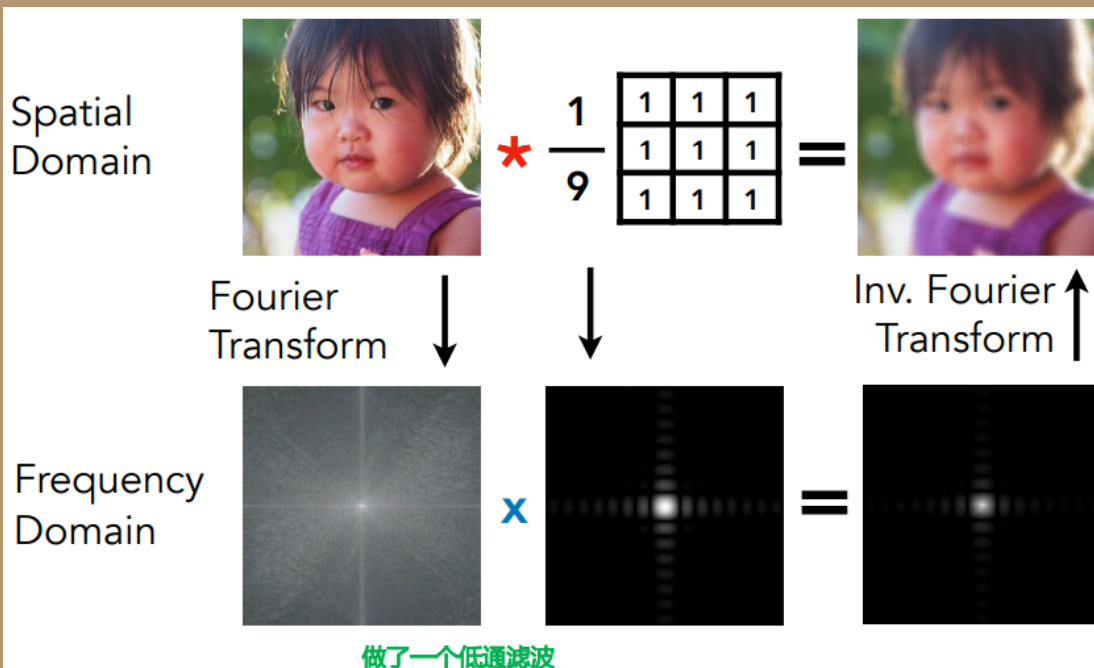 Spatial
Domain
* 1/9
1 1 1
1 1 1
1 1 1
=
Fourier
Transform
Inv. Fourier
Transform
Frequency
Domain
x
=
做了一个低通滤波